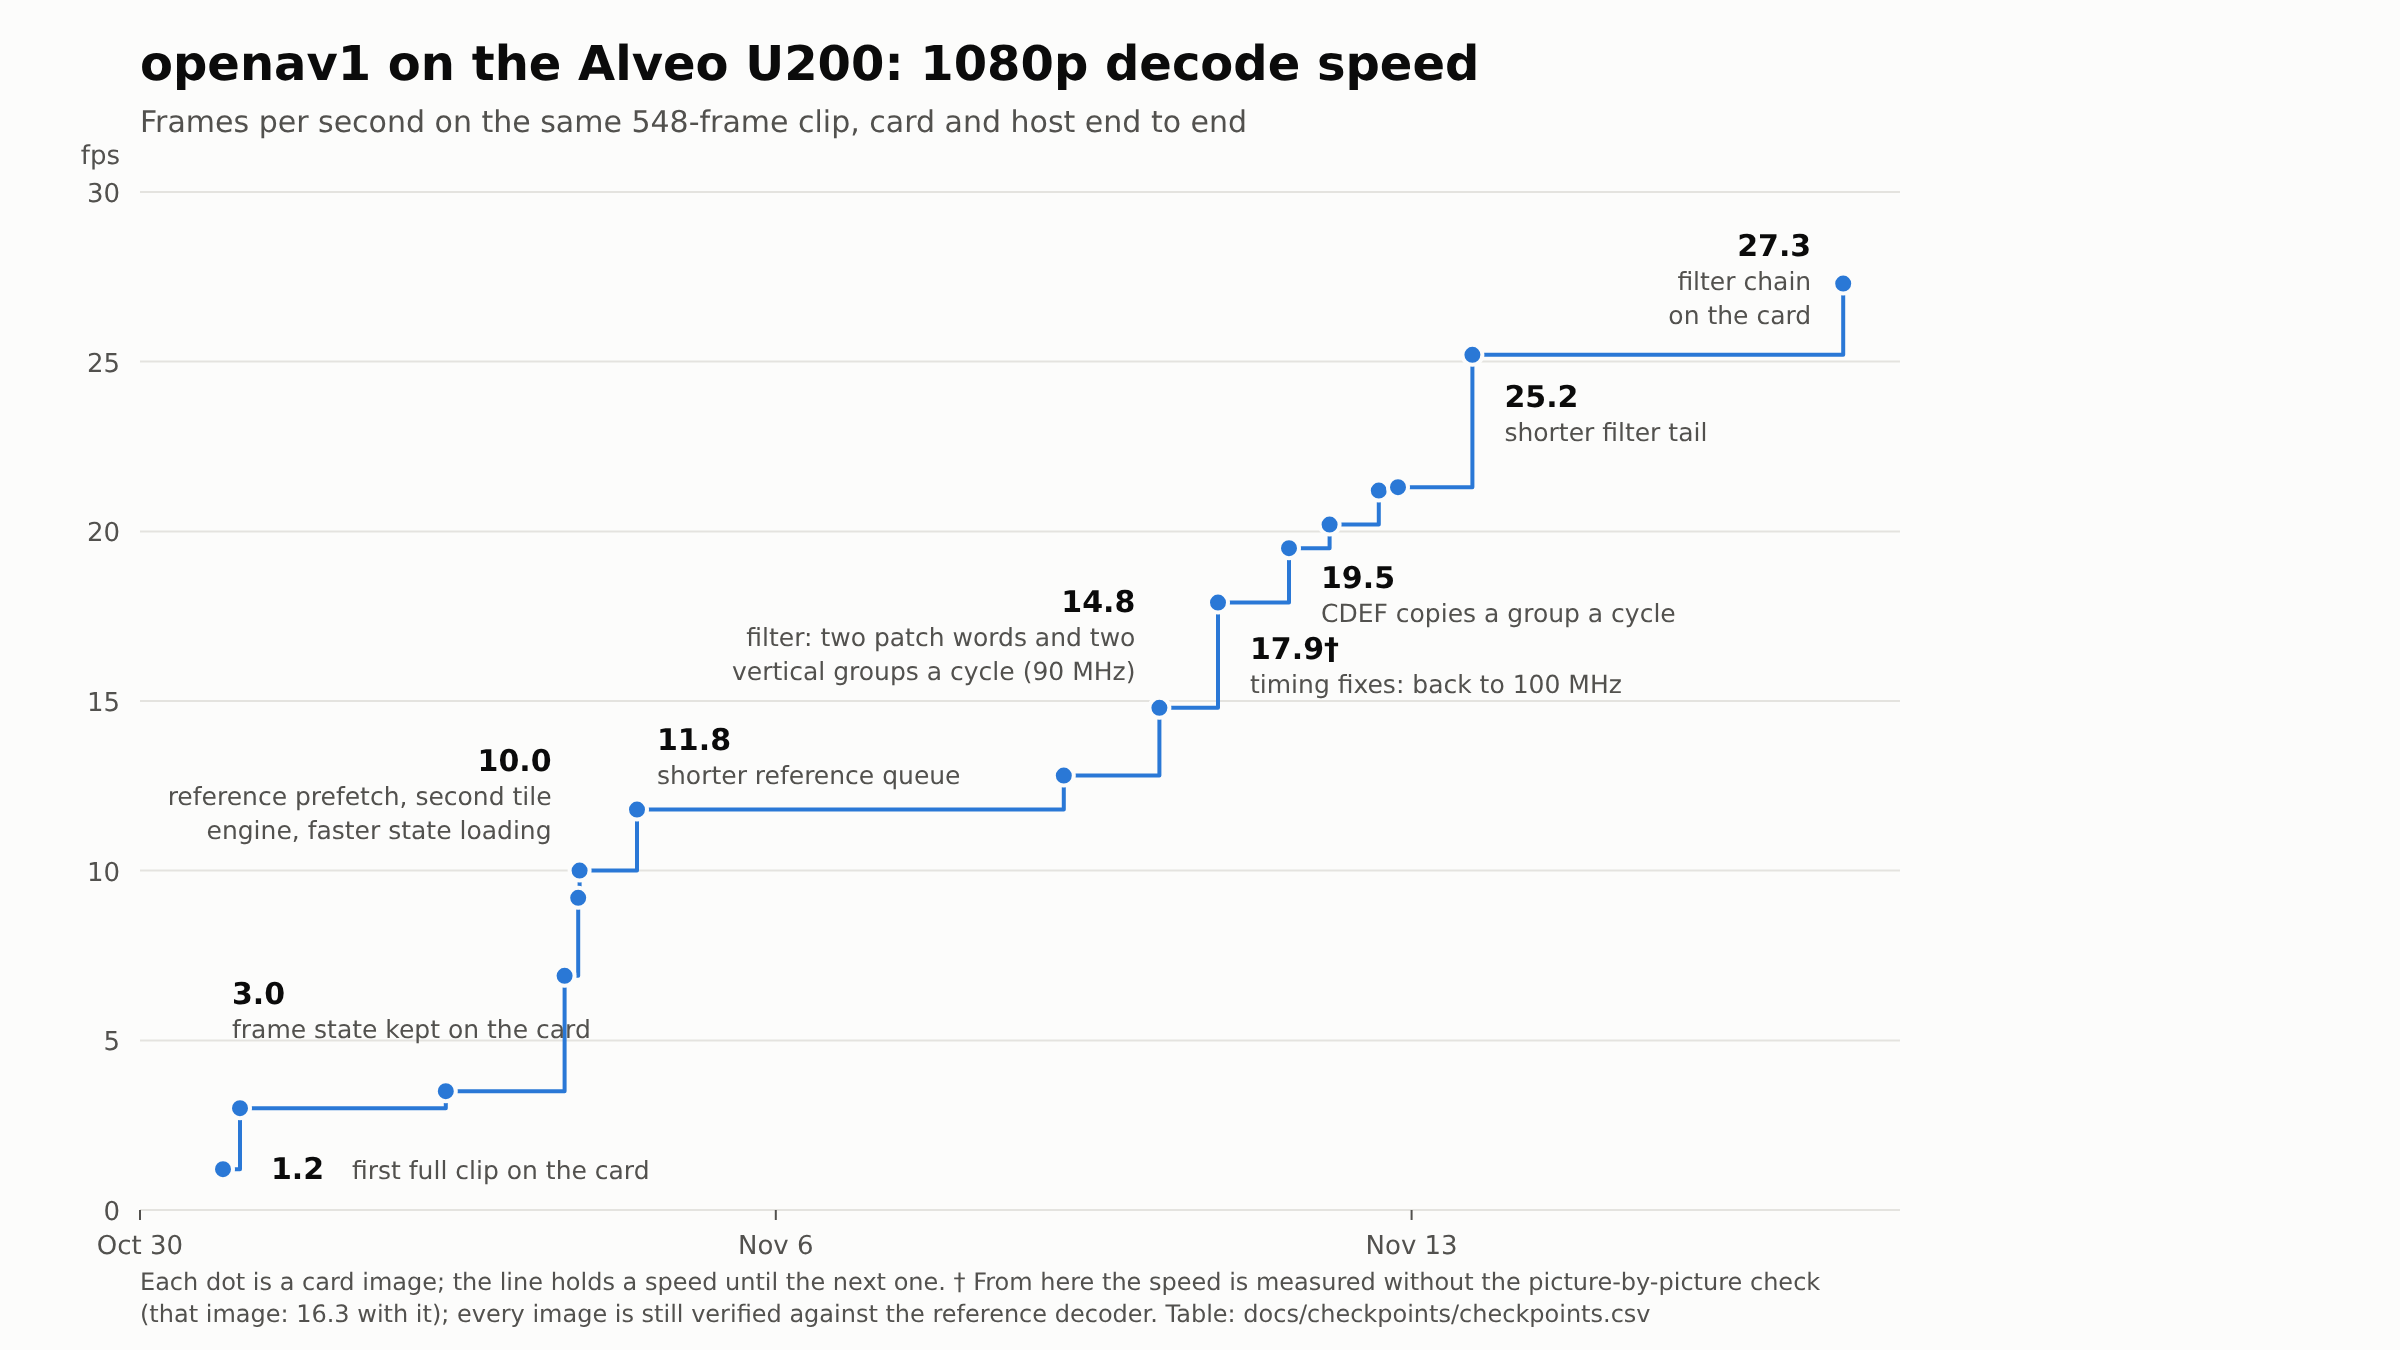 openav1 on the Alveo U200: 1080p decode speed
Frames per second on the same 548-frame clip, card and host end to end
fps
30
27.3
filter chain
on the card
25
25.2
shorter filter tail
20
19.5
CDEF copies a group a cycle
14.8
filter: two patch words and two
vertical groups a cycle (90 MHz)
17.9†
timing fixes: back to 100 MHz
15
11.8
shorter reference queue
10.0
reference prefetch, second tile
engine, faster state loading
10
3.0
frame state kept on the card
5
1.2 first full clip on the card
0
Oct 30 Nov 6 Nov 13
Each dot is a card image; the line holds a speed until the next one. † From here the speed is measured without the picture-by-picture check
(that image: 16.3 with it); every image is still verified against the reference decoder. Table: docs/checkpoints/checkpoints.csv